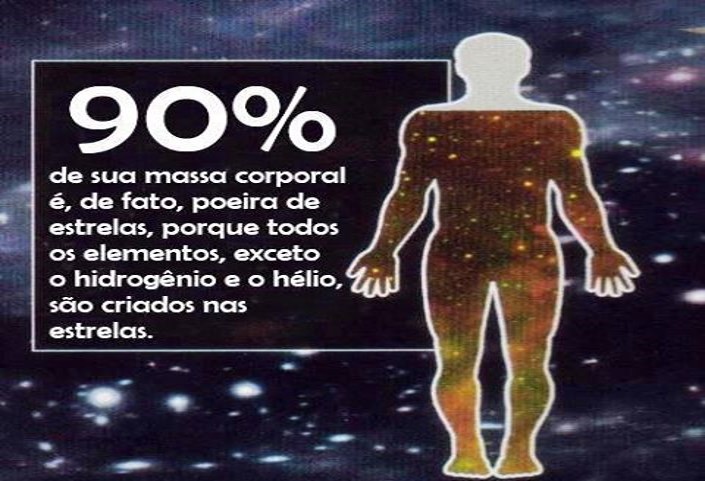 90%
de sua massa corporal
é, de fato, poeira de
estrelas, porque todos
os elementos, exceto
o hidrogênio e o hélio,
são criados nas
estrelas.